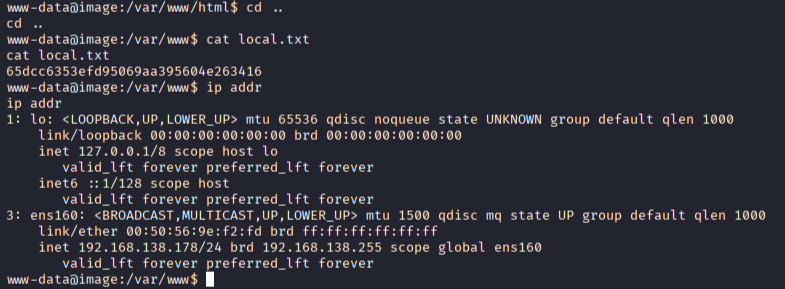 www-data@image:/var/www/html$ cd ..
cd ..
www-data@image:/var/www$ cat local.txt
cat local.txt
65dcc6353efd95069aa395604e263416
www-data@image:/var/www$ ip addr
ip addr
1: lo: <LOOPBACK,UP,LOWER_UP> mtu 65536 qdisc noqueue state UNKNOWN group default qlen 1000
    link/loopback 00:00:00:00:00:00 brd 00:00:00:00:00:00
    inet 127.0.0.1/8 scope host lo
       valid_lft forever preferred_lft forever
    inet6 ::1/128 scope host
       valid_lft forever preferred_lft forever
3: ens160: <BROADCAST,MULTICAST,UP,LOWER_UP> mtu 1500 qdisc mq state UP group default qlen 1000
    link/ether 00:50:56:9e:f2:fd brd ff:ff:ff:ff:ff:ff
    inet 192.168.138.178/24 brd 192.168.138.255 scope global ens160
       valid_lft forever preferred_lft forever
www-data@image:/var/www$